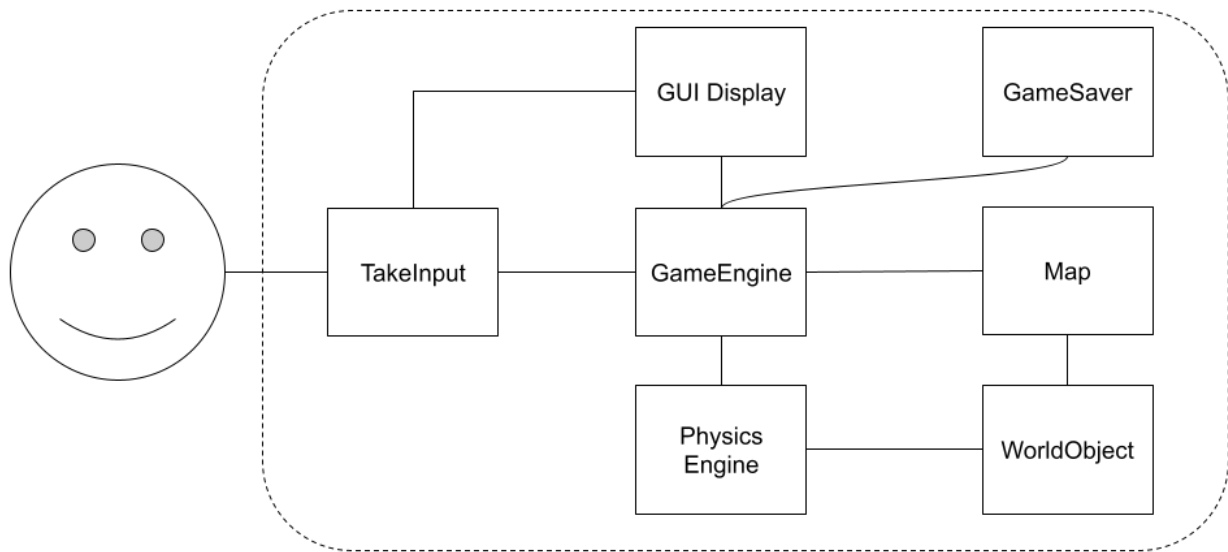 GUI Display
GameSaver
TakeInput
GameEngine
Map
Physics
Engine
WorldObject